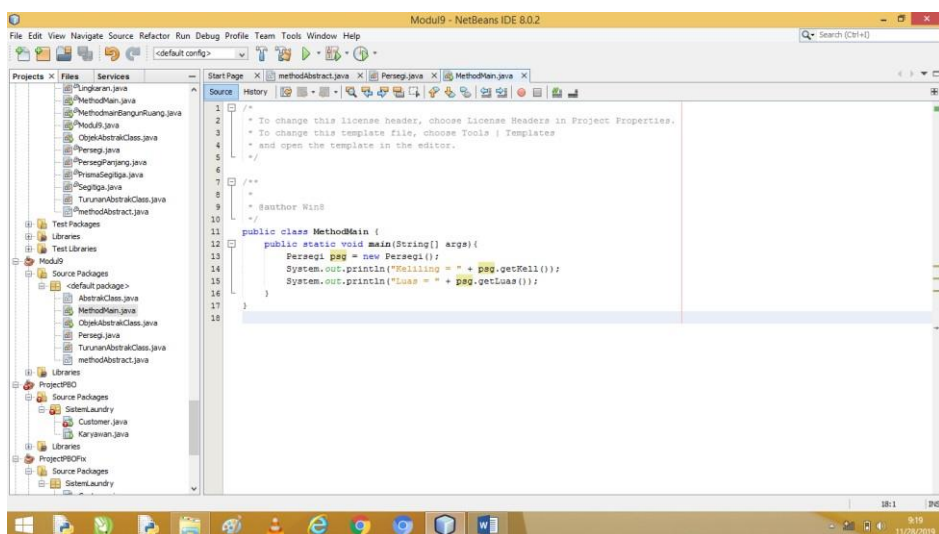 Modul9 - NetBeans IDE 8.0.2
File Edit View Navigate Source Refactor Run Debug Profile Team Tools Window Help
Search (Ctrl+I)
<default config>
Projects Files Services
Start Page methodAbstract.java Persegi.java MethodMain.java
Source History
Lingkaran.java
MethodMain.java
MethodmainBangunRuang.java
Modul9.java
ObjekAbstrakClass.java
Persegi.java
PersegiPanjang.java
PrismaSegitiga.java
Segitiga.java
TurunanAbstrakClass.java
methodAbstract.java
Test Packages
Libraries
Test Libraries
Modul9
Source Packages
<default package>
AbstrakClass.java
MethodMain.java
ObjekAbstrakClass.java
Persegi.java
TurunanAbstrakClass.java
methodAbstract.java
Libraries
ProjectPBO
Source Packages
SistemLaundry
Customer.java
Karyawan.java
Libraries
ProjectPBOFix
Source Packages
SistemLaundry
1 /*
2 * To change this license header, choose License Headers in Project Properties.
3 * To change this template file, choose Tools | Templates
4 * and open the template in the editor.
5 */
6
7 /**
8 *
9 * @author Win8
10 */
11 public class MethodMain {
12 public static void main(String[] args){
13 Persegi psg = new Persegi();
14 System.out.println("Keliling = " + psg.getKell());
15 System.out.println("Luas = " + psg.getLuas());
16 }
17 }
18
18:1 INS
9:19
11/28/2019